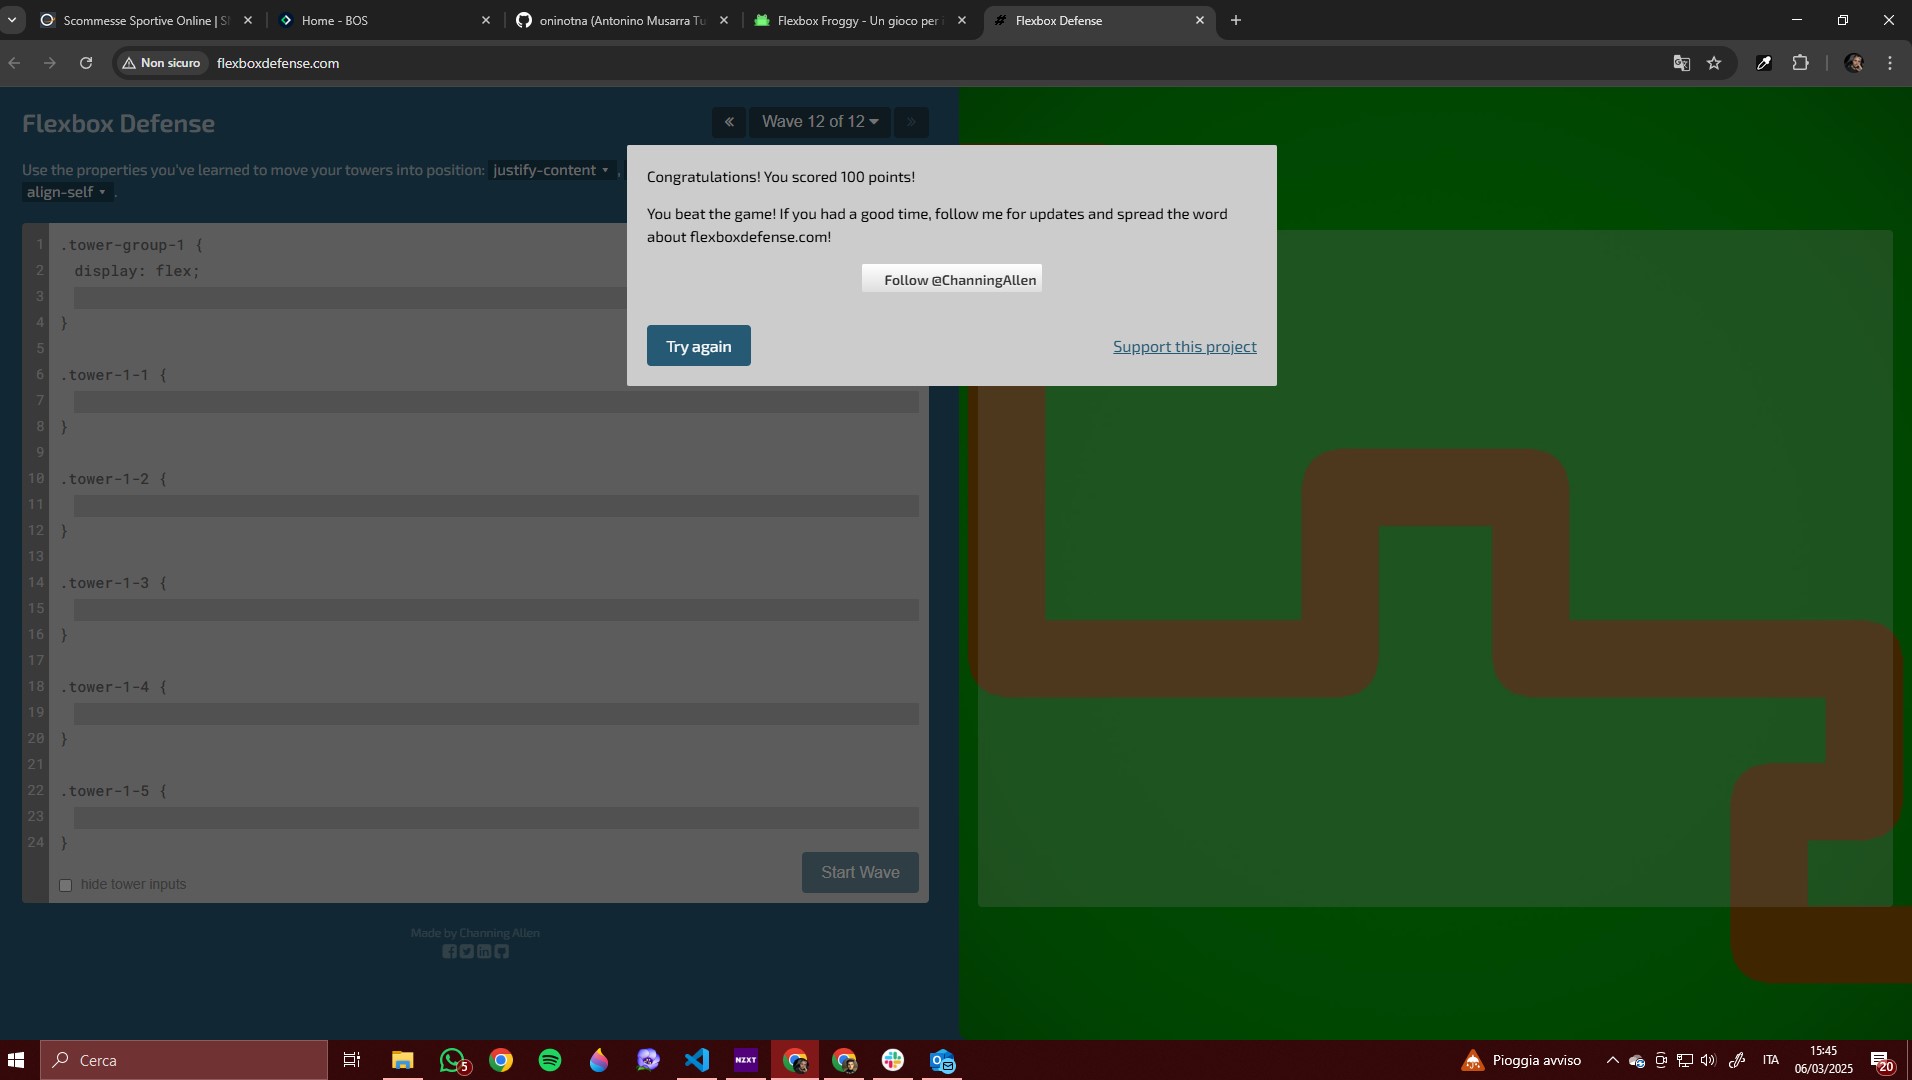 Scommesse Sportive Online | S
Home - BOS
oninotna (Antonino Musarra Tu
Flexbox Froggy - Un gioco per i
Flexbox Defense
Non sicuro
flexboxdefense.com
Flexbox Defense
« Wave 12 of 12 »
Use the properties you've learned to move your towers into position: justify-content ,
align-self .
Congratulations! You scored 100 points!
You beat the game! If you had a good time, follow me for updates and spread the word
about flexboxdefense.com!
Follow @ChanningAllen
Try again
Support this project
1 .tower-group-1 {
2 display: flex;
3
4 }
5
6 .tower-1-1 {
7
8 }
9
10 .tower-1-2 {
11
12 }
13
14 .tower-1-3 {
15
16 }
17
18 .tower-1-4 {
19
20 }
21
22 .tower-1-5 {
23
24 }
hide tower inputs
Start Wave
Made by Channing Allen
Cerca
5
NZXT
Pioggia avviso
ITA
15:45
06/03/2025
20